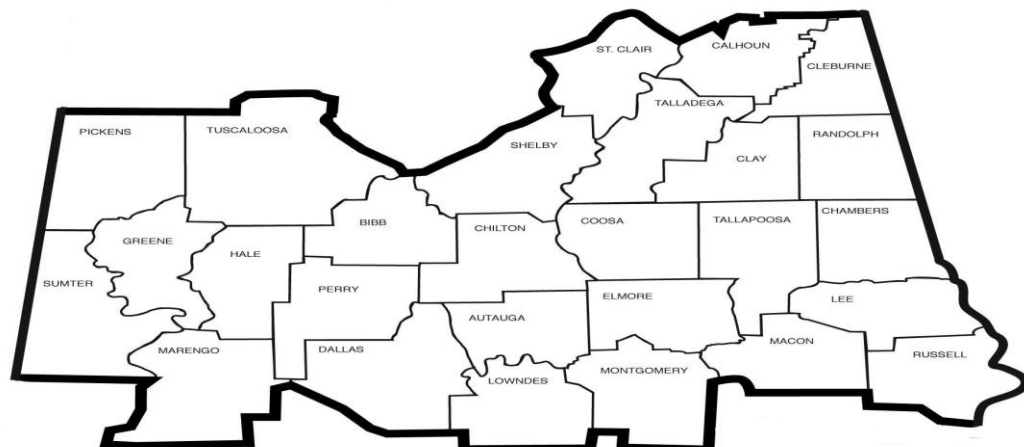 ST. CLAIR
CALHOUN
CLEBURNE
TALLADEGA
PICKENS
TUSCALOOSA
RANDOLPH
SHELBY
CLAY
CHAMBERS
TALLAPOOSA
COOSA
BIBB
CHILTON
GREENE
HALE
SUMTER
PERRY
ELMORE
LEE
AUTAUGA
MACON
MARENGO
DALLAS
RUSSELL
MONTGOMERY
LOWNDES